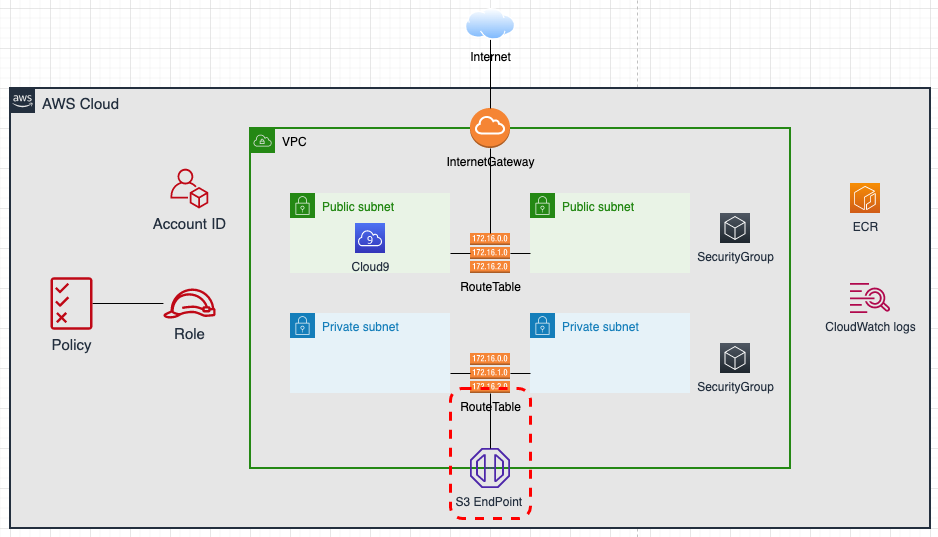 Internet
aws
AWS Cloud
VPC
InternetGateway
Account ID
Public subnet
9
Cloud9
172.16.0.0
172.16.1.0
172.16.2.0
RouteTable
Public subnet
SecurityGroup
ECR
Policy
Role
Private subnet
172.16.0.0
172.16.1.0
172.16.2.0
RouteTable
Private subnet
SecurityGroup
CloudWatch logs
S3 EndPoint